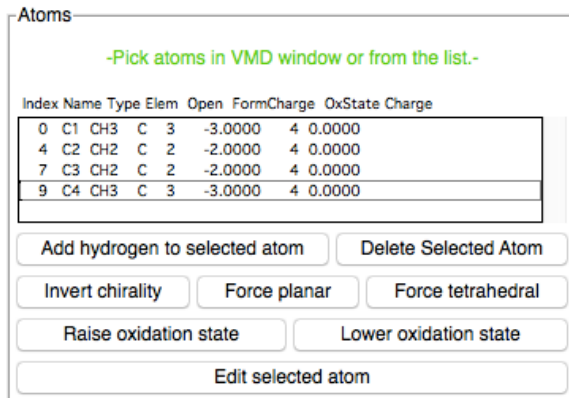 Atoms
-Pick atoms in VMD window or from the list.-
Index Name Type Elem Open FormCharge OxState Charge
0 C1 CH3 C 3 -3.0000 4 0.0000
4 C2 CH2 C 2 -2.0000 4 0.0000
7 C3 CH2 C 2 -2.0000 4 0.0000
9 C4 CH3 C 3 -3.0000 4 0.0000
Add hydrogen to selected atom Delete Selected Atom
Invert chirality Force planar Force tetrahedral
Raise oxidation state Lower oxidation state
Edit selected atom